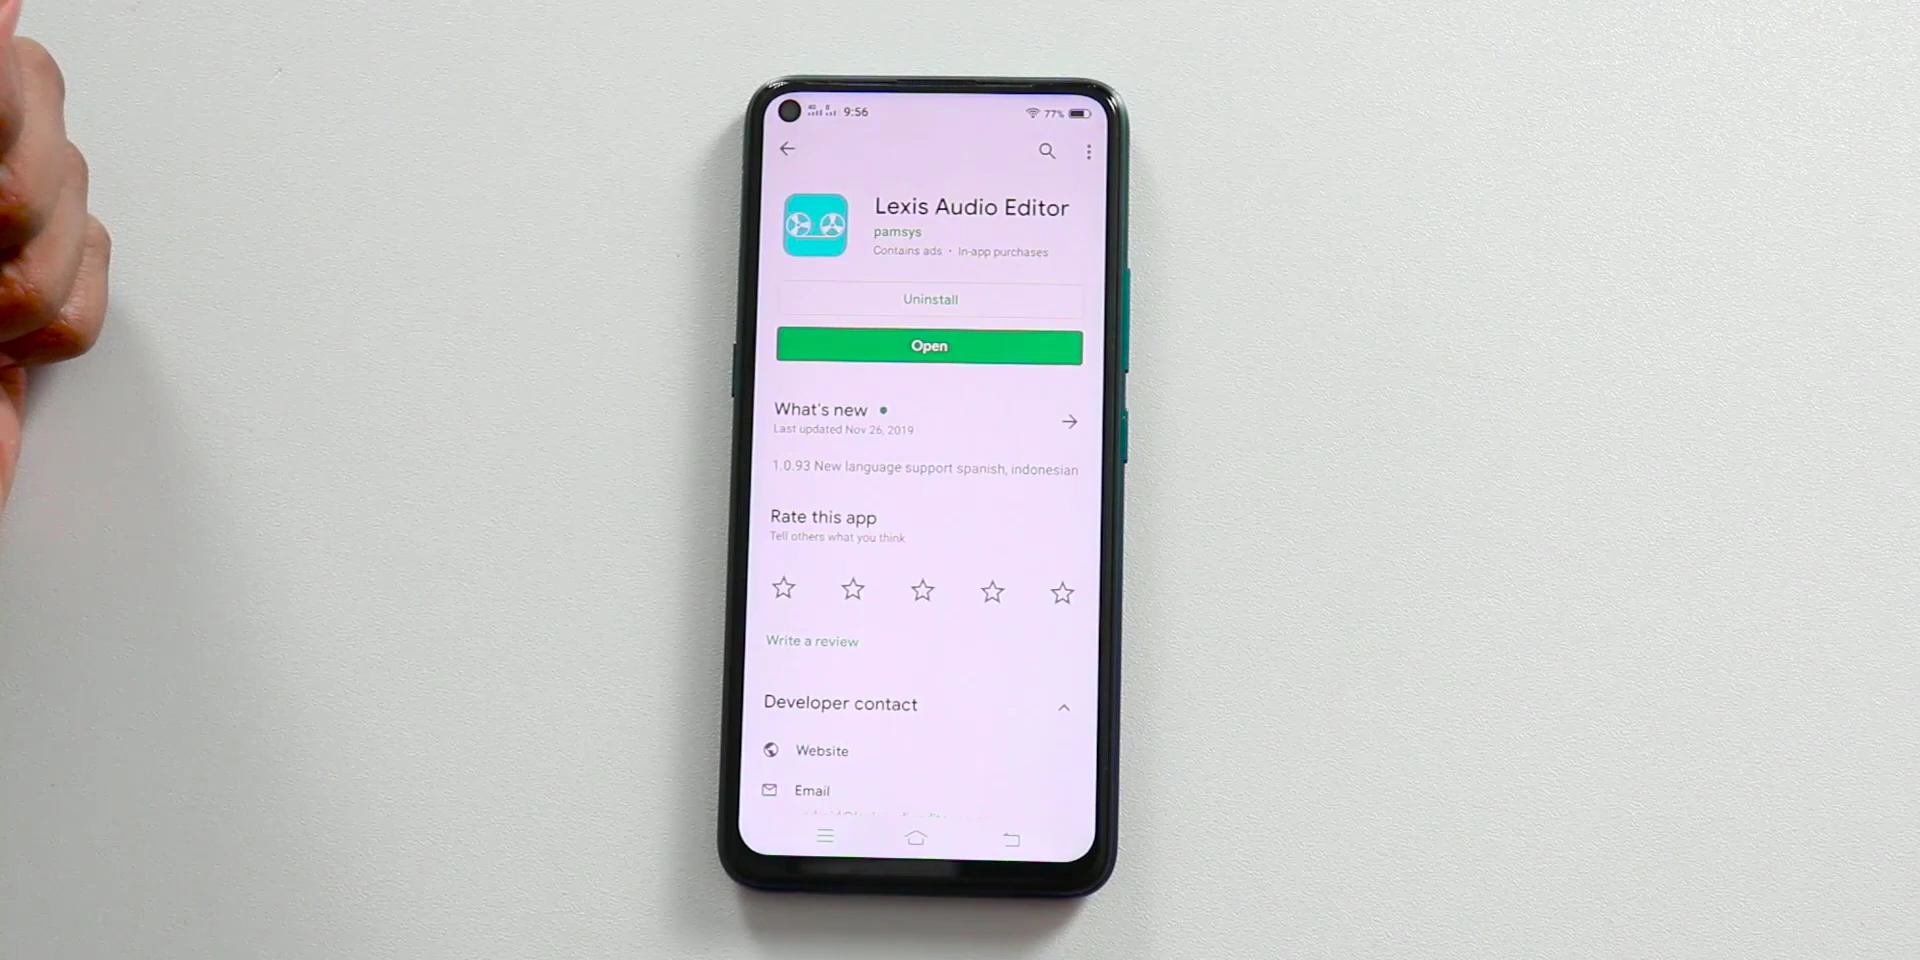 9:56
77%
Lexis Audio Editor
pamsys
Contains ads • In-app purchases
Uninstall
Open
What's new •
Last updated Nov 26, 2019
1.0.93 New language support spanish, indonesian
Rate this app
Tell others what you think
Write a review
Developer contact
Website
Email